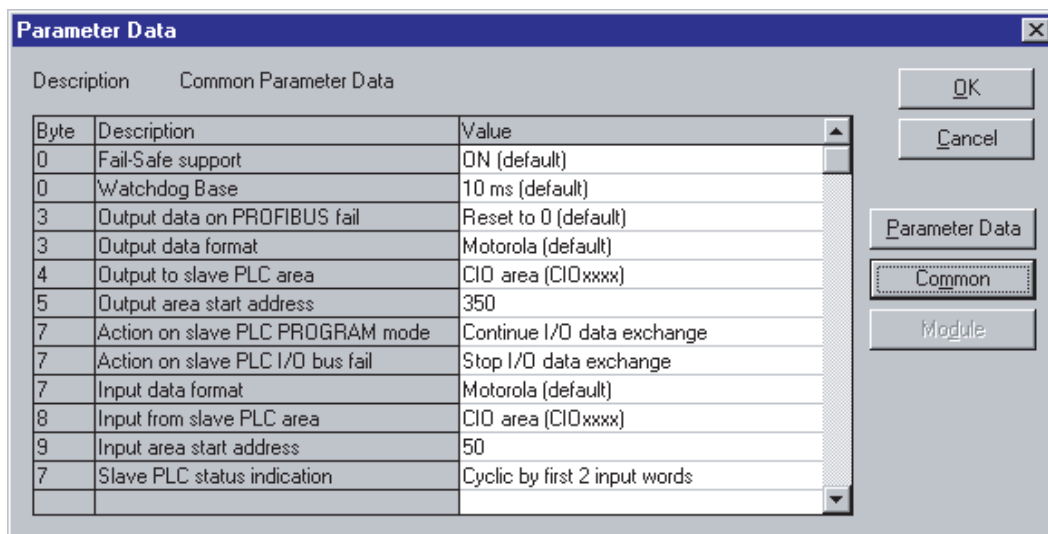 Parameter Data
Description Common Parameter Data
OK
Cancel
Byte Description Value
0 Fail-Safe support ON (default)
0 Watchdog Base 10 ms (default)
3 Output data on PROFIBUS fail Reset to 0 (default)
3 Output data format Motorola (default)
4 Output to slave PLC area CIO area (CIOxxxx)
5 Output area start address 350
7 Action on slave PLC PROGRAM mode Continue I/O data exchange
7 Action on slave PLC I/O bus fail Stop I/O data exchange
7 Input data format Motorola (default)
8 Input from slave PLC area CIO area (CIOxxxx)
9 Input area start address 50
7 Slave PLC status indication Cyclic by first 2 input words
Parameter Data
Common
Module